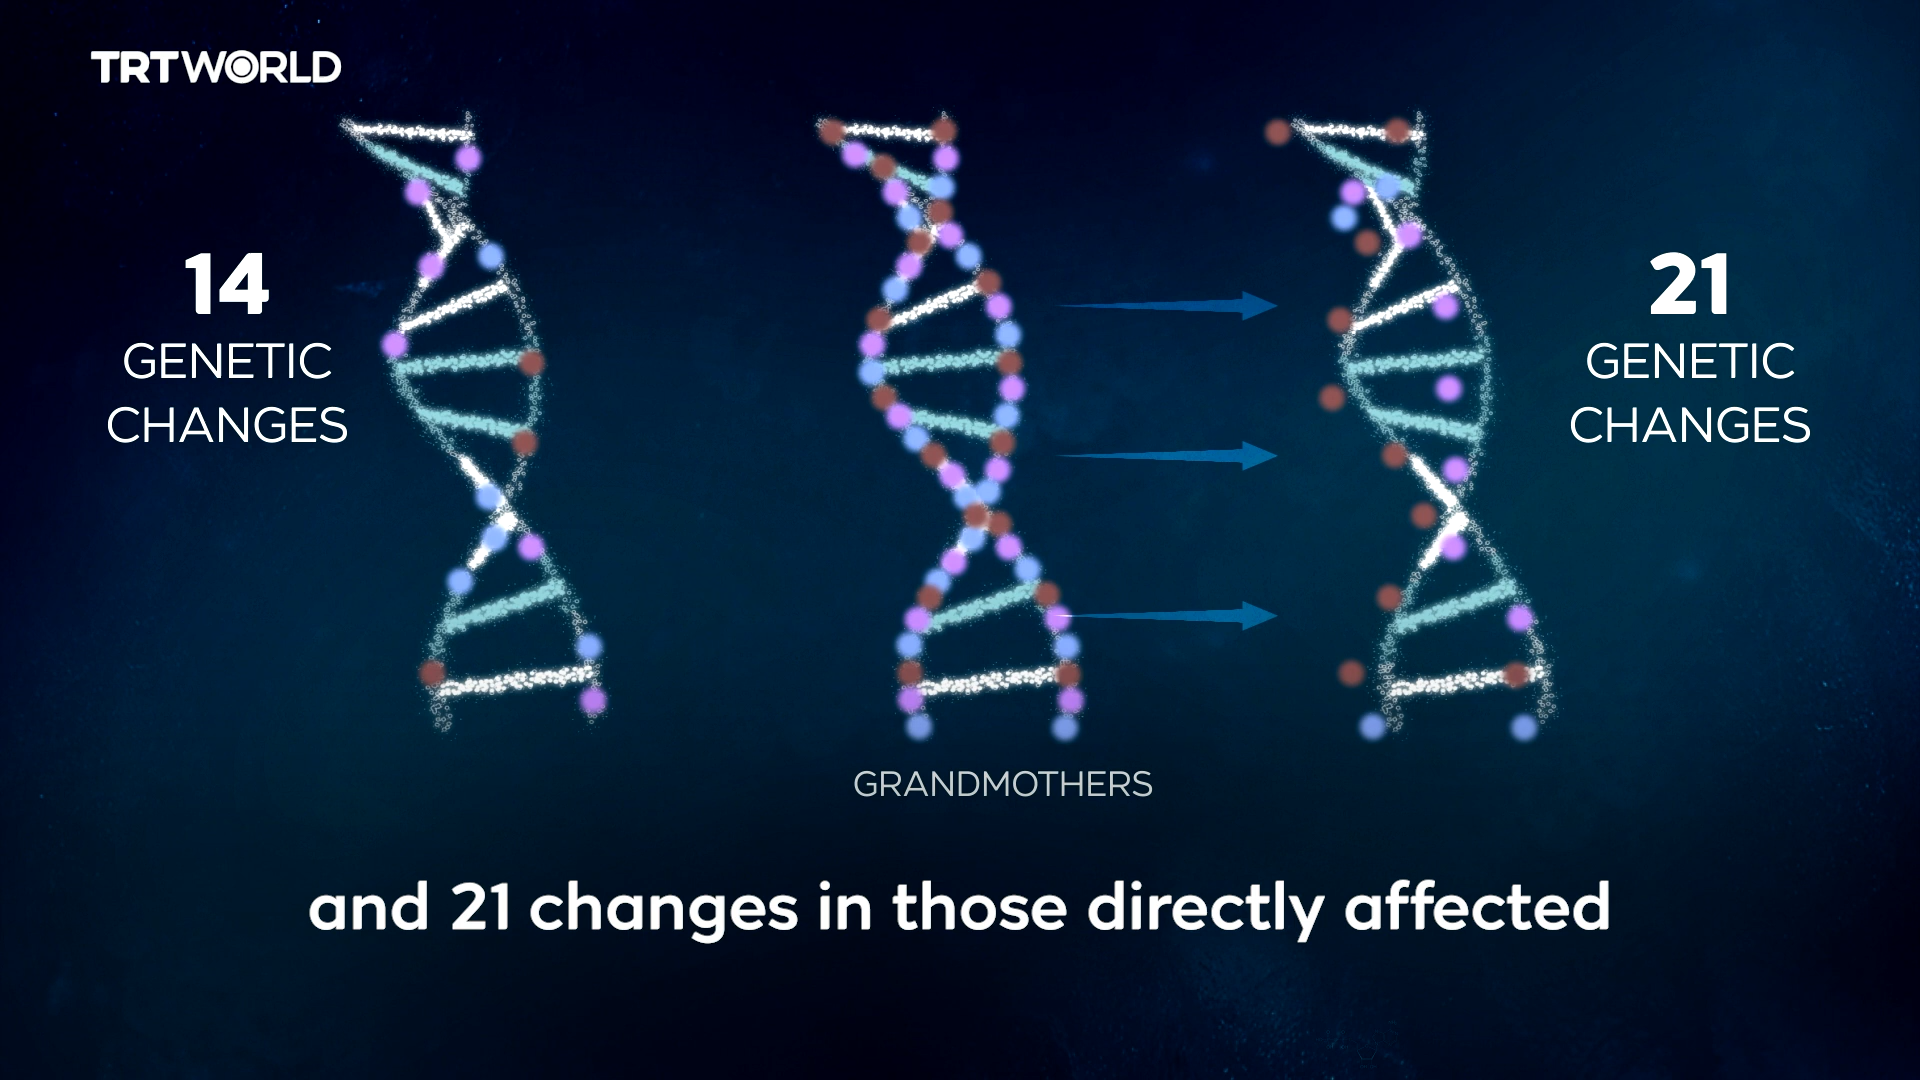 TRTWORLD
14
GENETIC
CHANGES
21
GENETIC
CHANGES
GRANDMOTHERS
and 21 changes in those directly affected